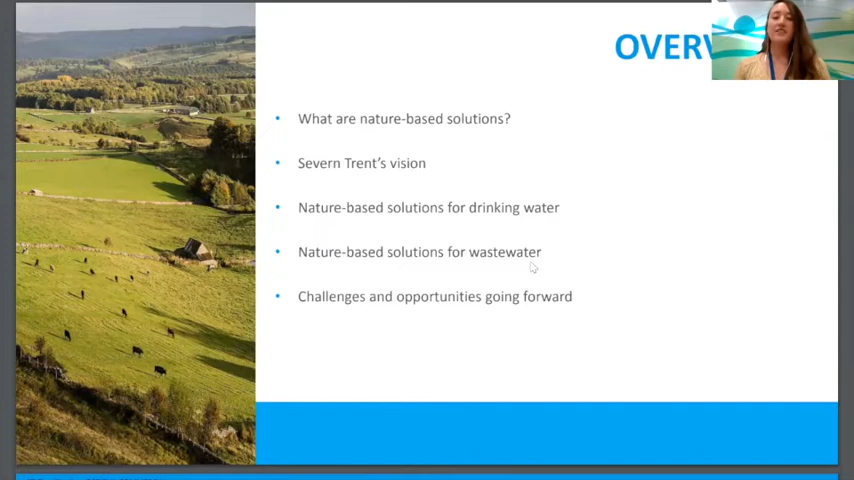 OVERV
What are nature-based solutions?
Severn Trent's vision
Nature-based solutions for drinking water
Nature-based solutions for wastewater
Challenges and opportunities going forward